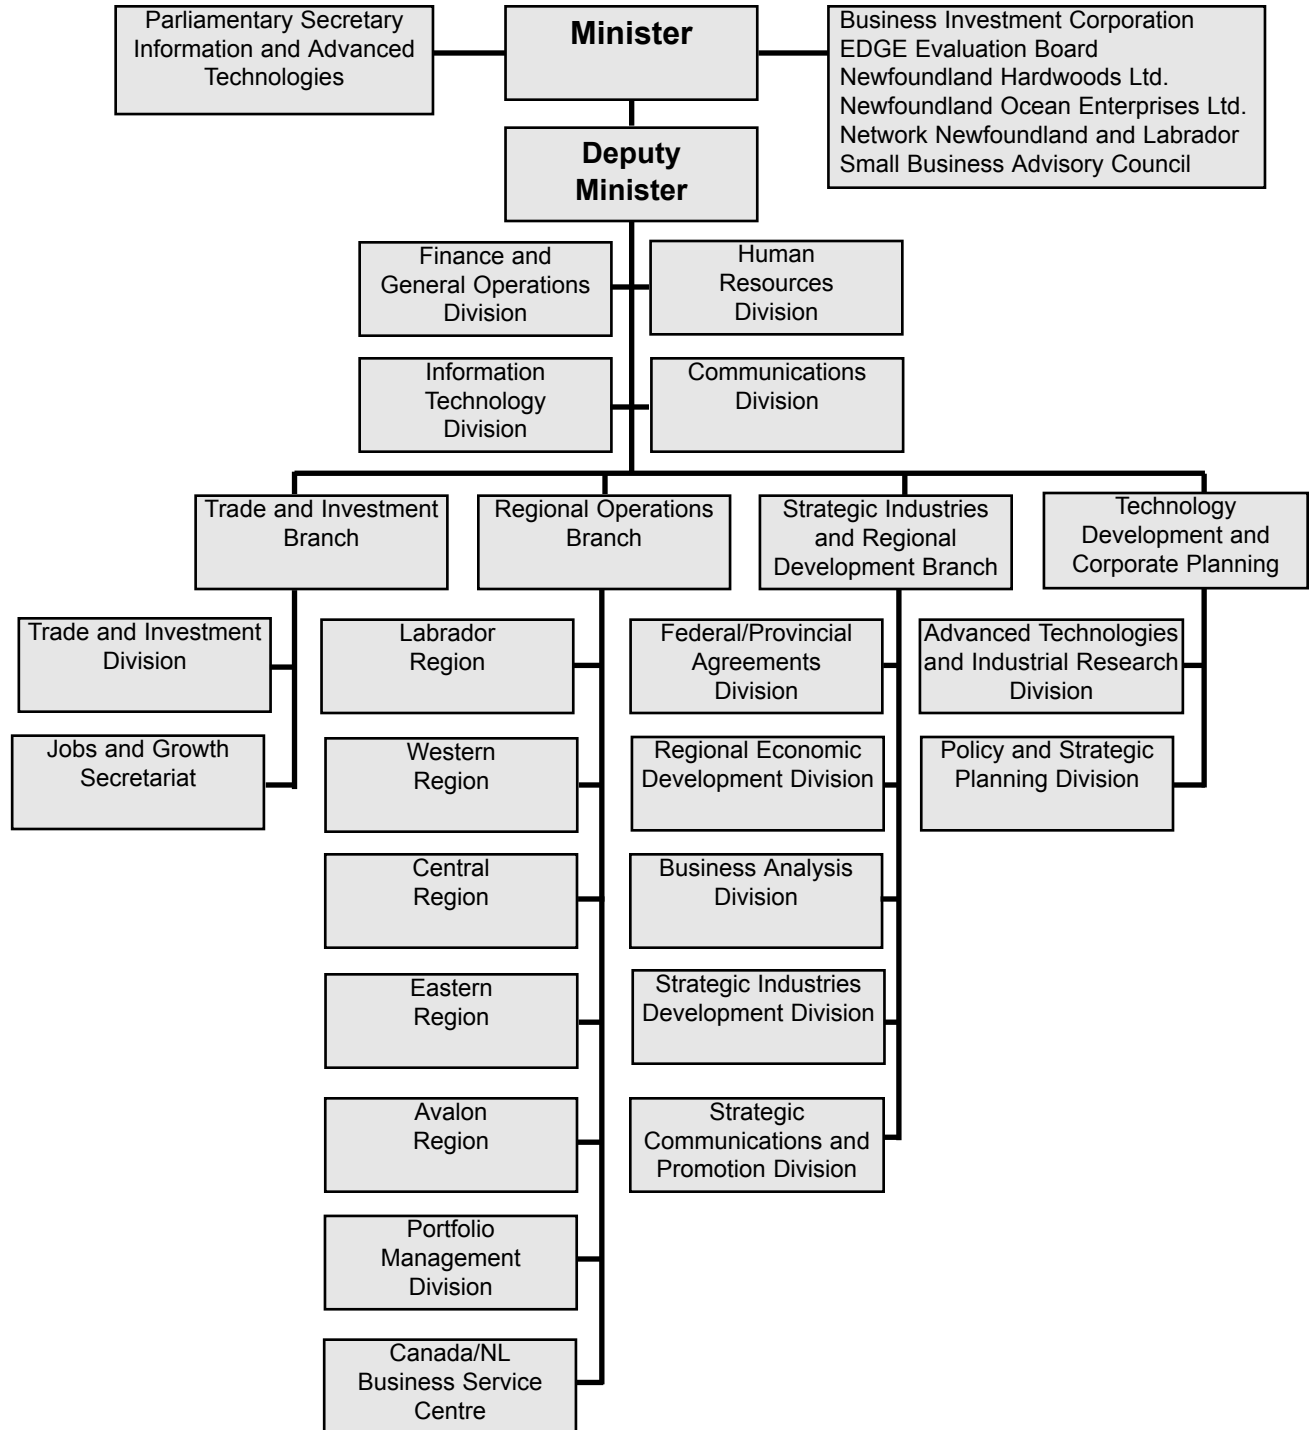 Parliamentary Secretary
Information and Advanced
Technologies
Minister
Business Investment Corporation
EDGE Evaluation Board
Newfoundland Hardwoods Ltd.
Newfoundland Ocean Enterprises Ltd.
Network Newfoundland and Labrador
Small Business Advisory Council
Deputy
Minister
Finance and
General Operations
Division
Human
Resources
Division
Information
Technology
Division
Communications
Division
Trade and Investment
Branch
Regional Operations
Branch
Strategic Industries
and Regional
Development Branch
Technology
Development and
Corporate Planning
Trade and Investment
Division
Jobs and Growth
Secretariat
Labrador
Region
Western
Region
Central
Region
Eastern
Region
Avalon
Region
Portfolio
Management
Division
Canada/NL
Business Service
Centre
Federal/Provincial
Agreements
Division
Regional Economic
Development Division
Business Analysis
Division
Strategic Industries
Development Division
Strategic
Communications and
Promotion Division
Advanced Technologies
and Industrial Research
Division
Policy and Strategic
Planning Division